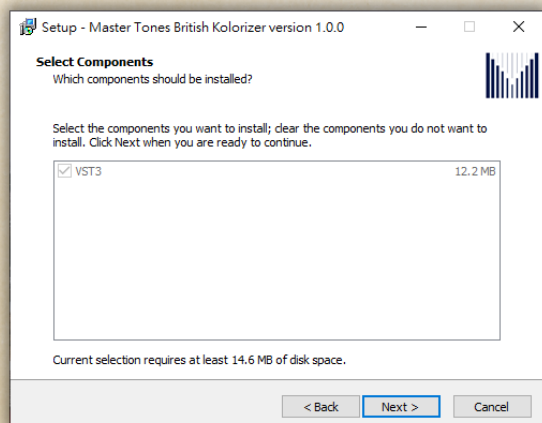 Setup - Master Tones British Kolorizer version 1.0.0
Select Components
Which components should be installed?
Select the components you want to install; clear the components you do not want to
install. Click Next when you are ready to continue.
VST3 12.2 MB
Current selection requires at least 14.6 MB of disk space.
< Back Next > Cancel